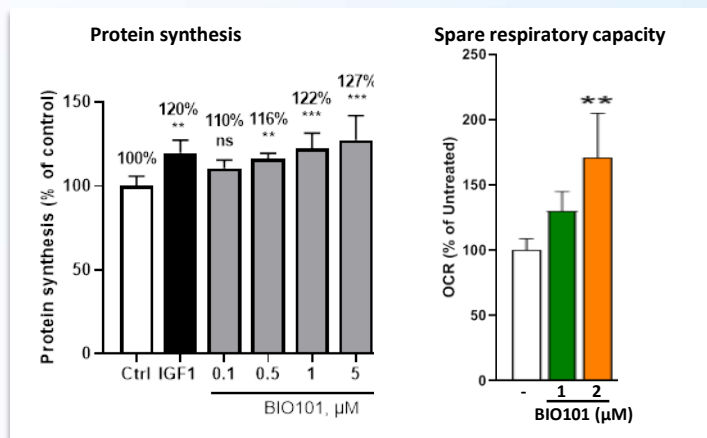 Protein synthesis
Protein synthesis (% of control)
150
100
50
0
100%
120%
**
110%
ns
116%
**
122%
***
127%
***
Ctrl IGF1 0.1 0.5 1 5
BIO101, µM
Spare respiratory capacity
OCR (% of Untreated)
250
200
150
100
50
0
**
- 1 2
BIO101 (µM)